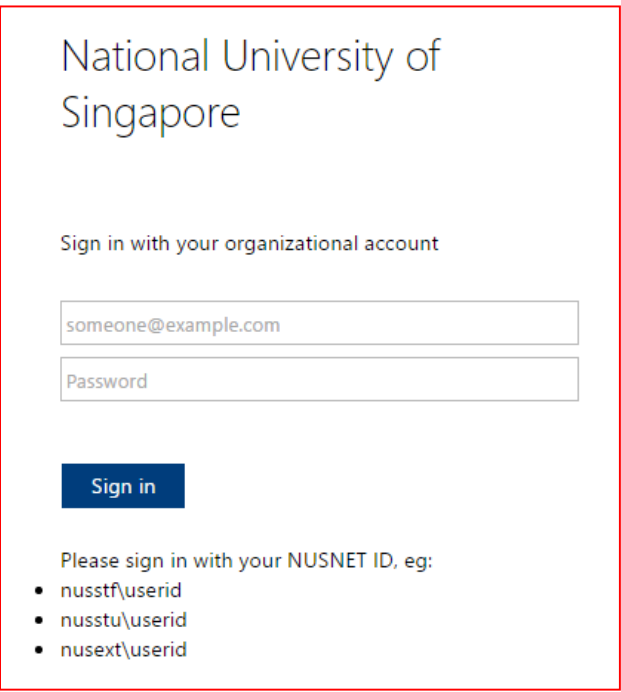 National University of
Singapore
Sign in with your organizational account
someone@example.com
Password
Sign in
Please sign in with your NUSNET ID, eg:
• nusstf\userid
• nusstu\userid
• nusext\userid